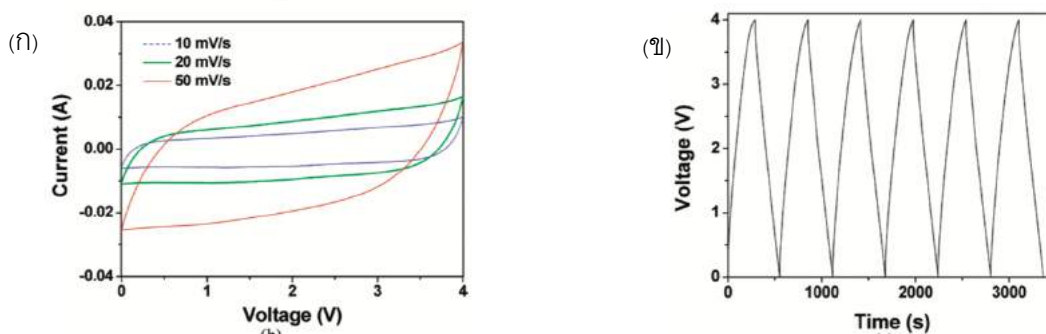 (ก)
0.04
0.02
0.00
-0.02
-0.04
Current (A)
10 mV/s
20 mV/s
50 mV/s
0 1 2 3 4
Voltage (V)
(b)
(ข)
4
3
2
1
0
Voltage (V)
0 1000 2000 3000
Time (s)